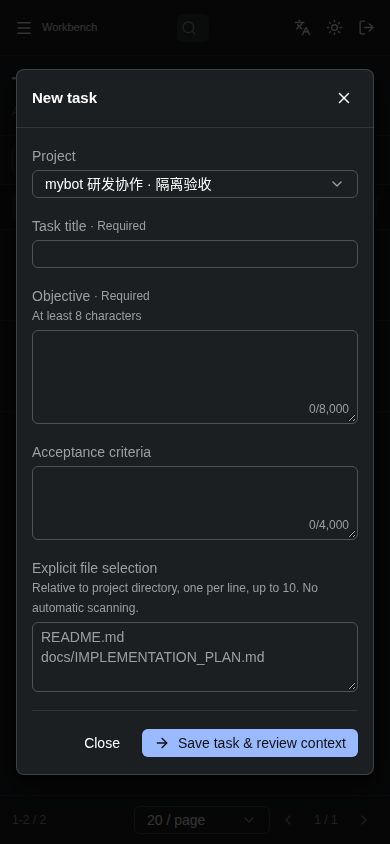 Workbench
New task
Project
mybot 研发协作 · 隔离验收
Task title · Required
Objective · Required
At least 8 characters
0/8,000
Acceptance criteria
0/4,000
Explicit file selection
Relative to project directory, one per line, up to 10. No
automatic scanning.
README.md
docs/IMPLEMENTATION_PLAN.md
Close
Save task & review context
1-2 / 2
20 / page
1 / 1